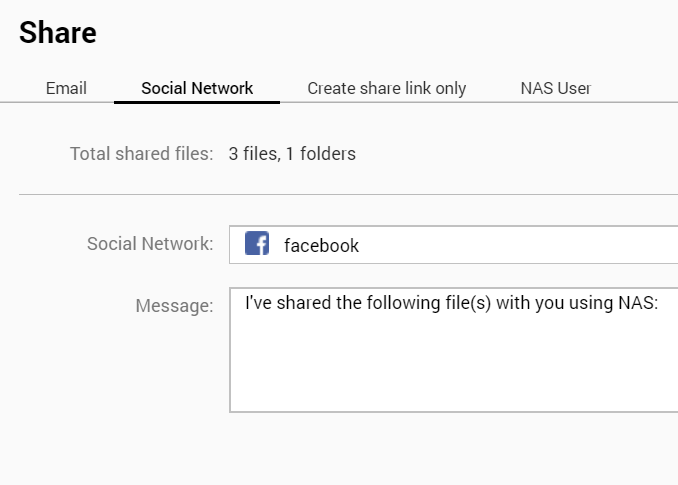 Share
Email Social Network Create share link only NAS User
Total shared files: 3 files, 1 folders
Social Network: facebook
Message: I've shared the following file(s) with you using NAS: